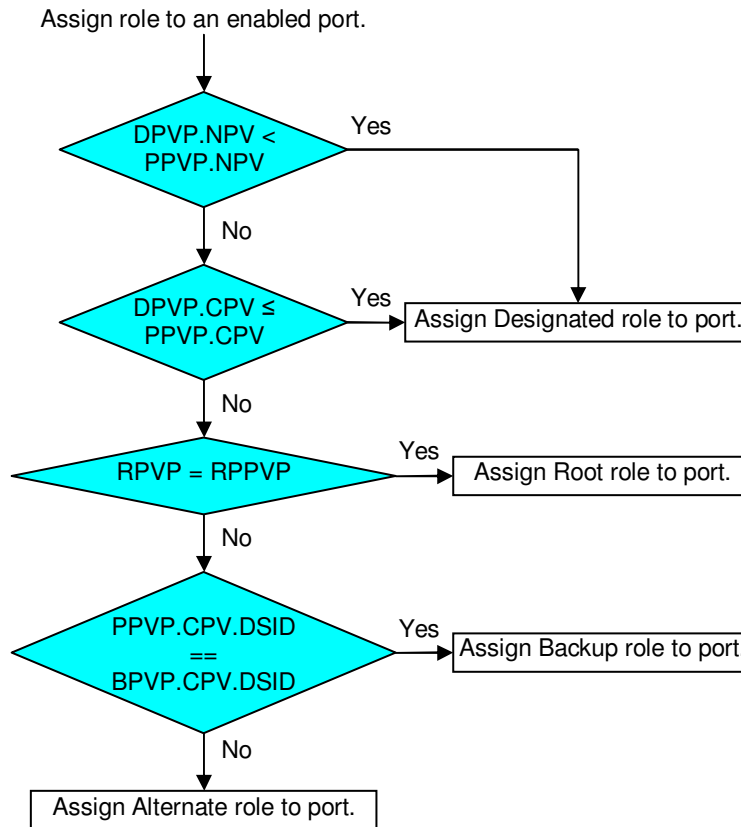 Assign role to an enabled port.
DPVP.NPV <
PPVP.NPV
Yes
No
DPVP.CPV ≤
PPVP.CPV
Yes
Assign Designated role to port.
No
RPVP = RPPVP
Yes
Assign Root role to port.
No
PPVP.CPV.DSID
==
BPVP.CPV.DSID
Yes
Assign Backup role to port
No
Assign Alternate role to port.